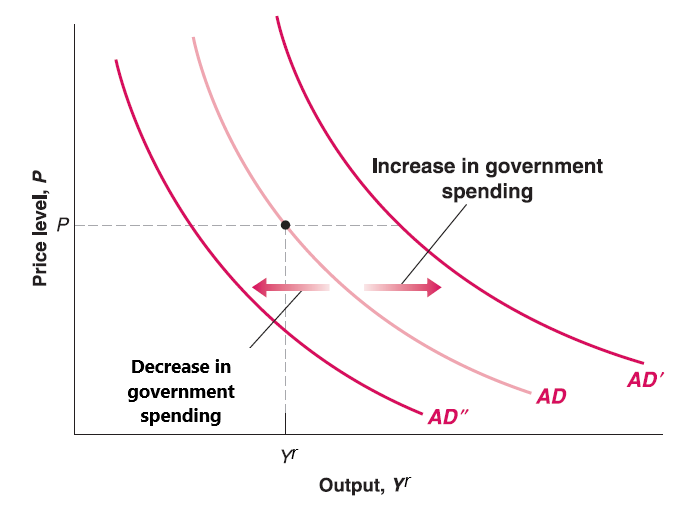 Increase in government
spending
Price level, P
P
Decrease in
government
spending
AD'
AD
AD″
Yr
Output, Yr